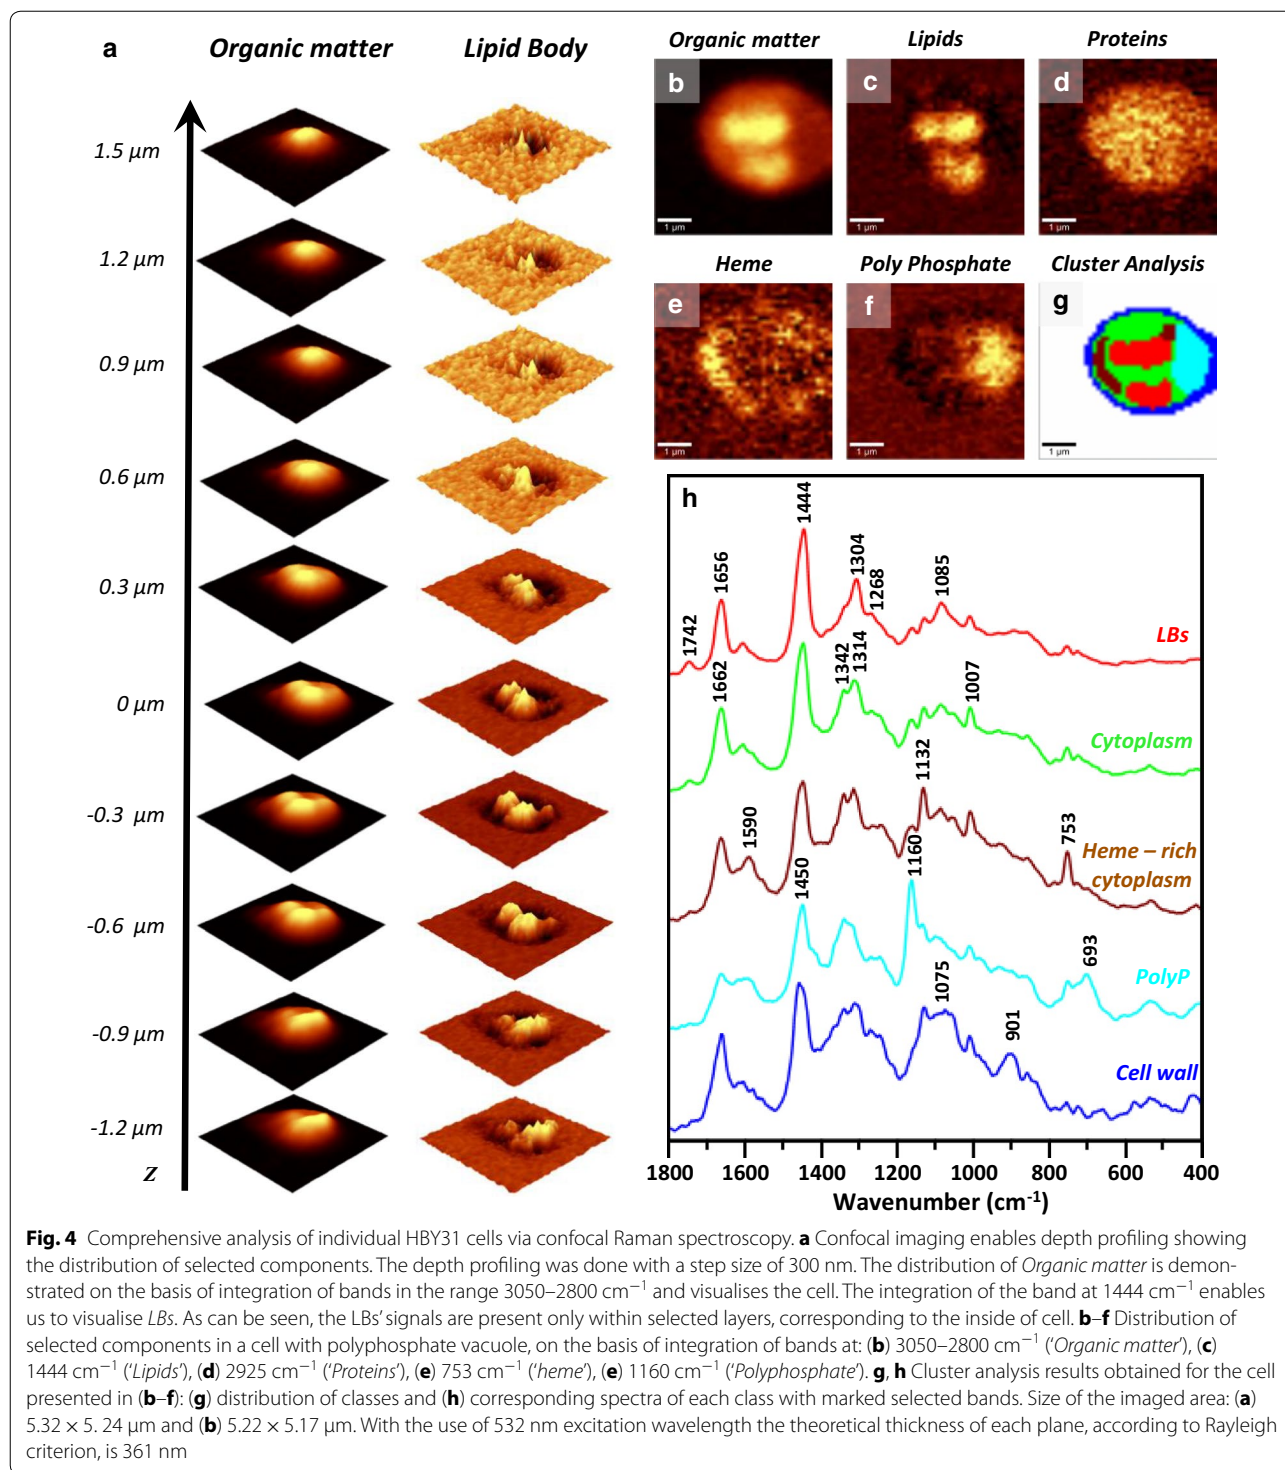 a
Organic matter
Lipid Body
1.5 µm
1.2 µm
0.9 µm
0.6 µm
0.3 µm
0 µm
-0.3 µm
-0.6 µm
-0.9 µm
-1.2 µm
z
Organic matter
Lipids
Proteins
b
c
d
1 µm
1 µm
1 µm
Heme
Poly Phosphate
Cluster Analysis
e
f
g
1 µm
1 µm
1 µm
h
1742
1656
1444
1304
1268
1085
LBs
1662
1342
1314
1007
Cytoplasm
1590
1132
753
Heme – rich
cytoplasm
1450
1160
693
PolyP
1075
901
Cell wall
1800
1600
1400
1200
1000
800
600
400
Wavenumber (cm⁻¹)
Fig. 4 Comprehensive analysis of individual HBY31 cells via confocal Raman spectroscopy. a Confocal imaging enables depth profiling showing
the distribution of selected components. The depth profiling was done with a step size of 300 nm. The distribution of Organic matter is demon-
strated on the basis of integration of bands in the range 3050–2800 cm⁻¹ and visualises the cell. The integration of the band at 1444 cm⁻¹ enables
us to visualise LBs. As can be seen, the LBs’ signals are present only within selected layers, corresponding to the inside of cell. b–f Distribution of
selected components in a cell with polyphosphate vacuole, on the basis of integration of bands at: (b) 3050–2800 cm⁻¹ (‘Organic matter’), (c)
1444 cm⁻¹ (‘Lipids’), (d) 2925 cm⁻¹ (‘Proteins’), (e) 753 cm⁻¹ (‘heme’), (e) 1160 cm⁻¹ (‘Polyphosphate’). g, h Cluster analysis results obtained for the cell
presented in (b–f): (g) distribution of classes and (h) corresponding spectra of each class with marked selected bands. Size of the imaged area: (a)
5.32 × 5. 24 µm and (b) 5.22 × 5.17 µm. With the use of 532 nm excitation wavelength the theoretical thickness of each plane, according to Rayleigh
criterion, is 361 nm